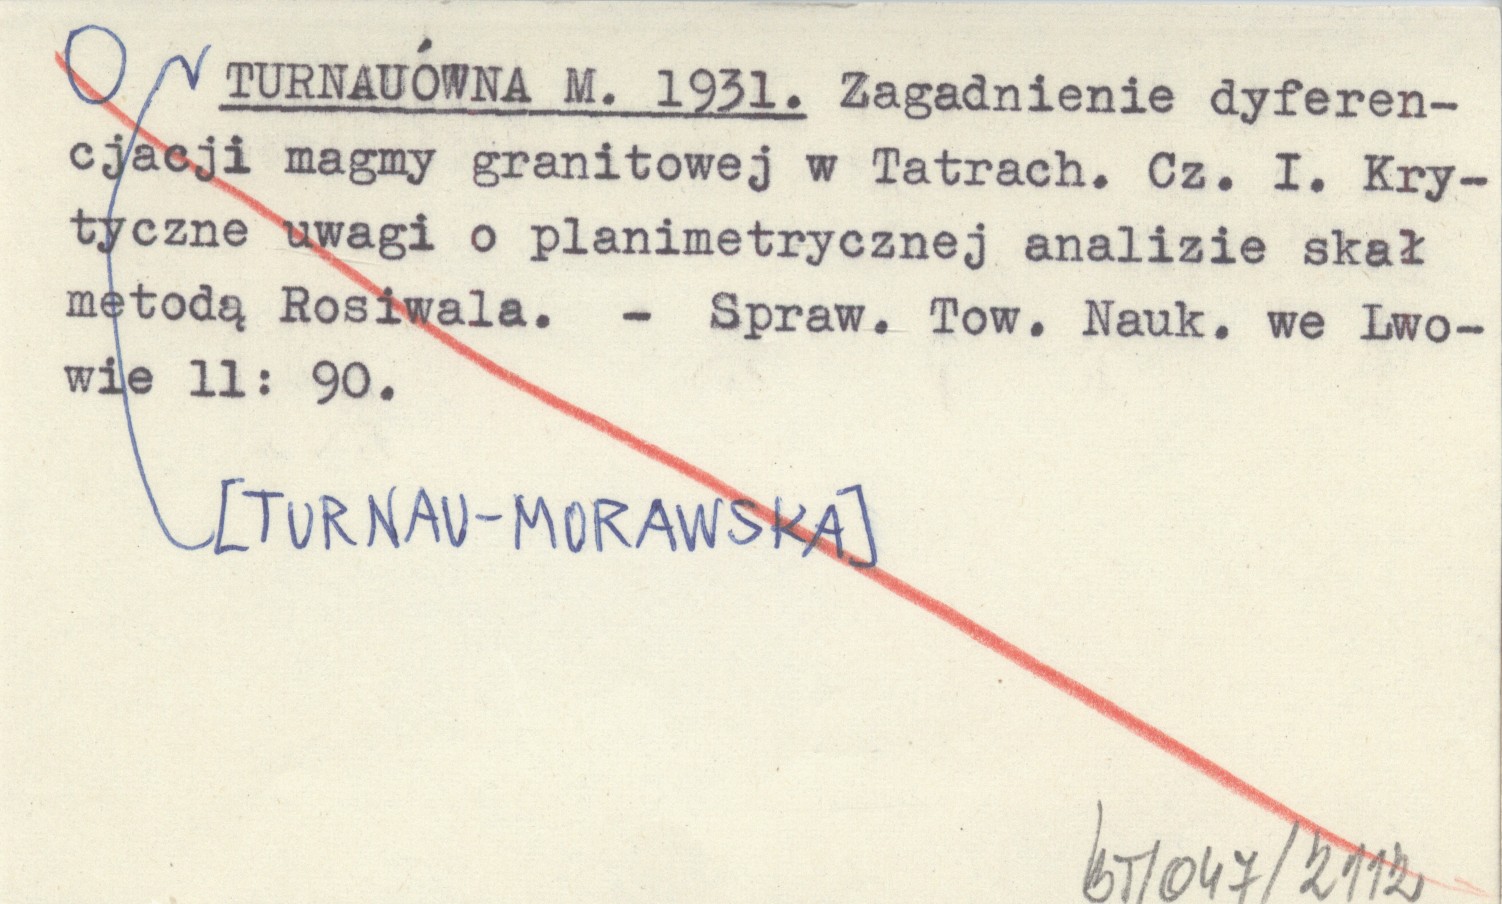 TURNAUÓWNA M. 1931. Zagadnienie dyferen-
cjacji magmy granitowej w Tatrach. Cz. I. Kry-
tyczne uwagi o planimetrycznej analizie skał
metodą Rosiwala. - Spraw. Tow. Nauk. we Lwo-
wie 11: 90.
[TURNAU-MORAWSKA]
BT/047/2112